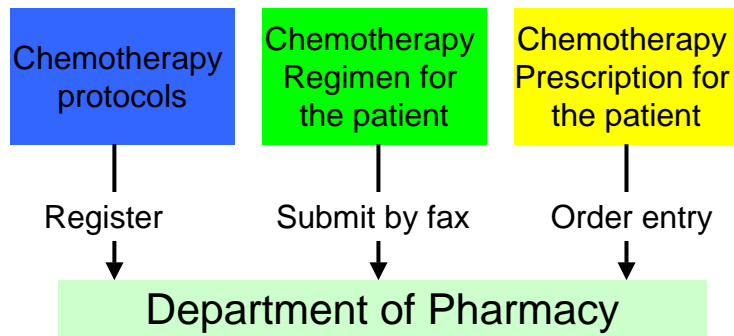 Chemotherapy
protocols
Chemotherapy
Regimen for
the patient
Chemotherapy
Prescription for
the patient
Register
Submit by fax
Order entry
Department of Pharmacy